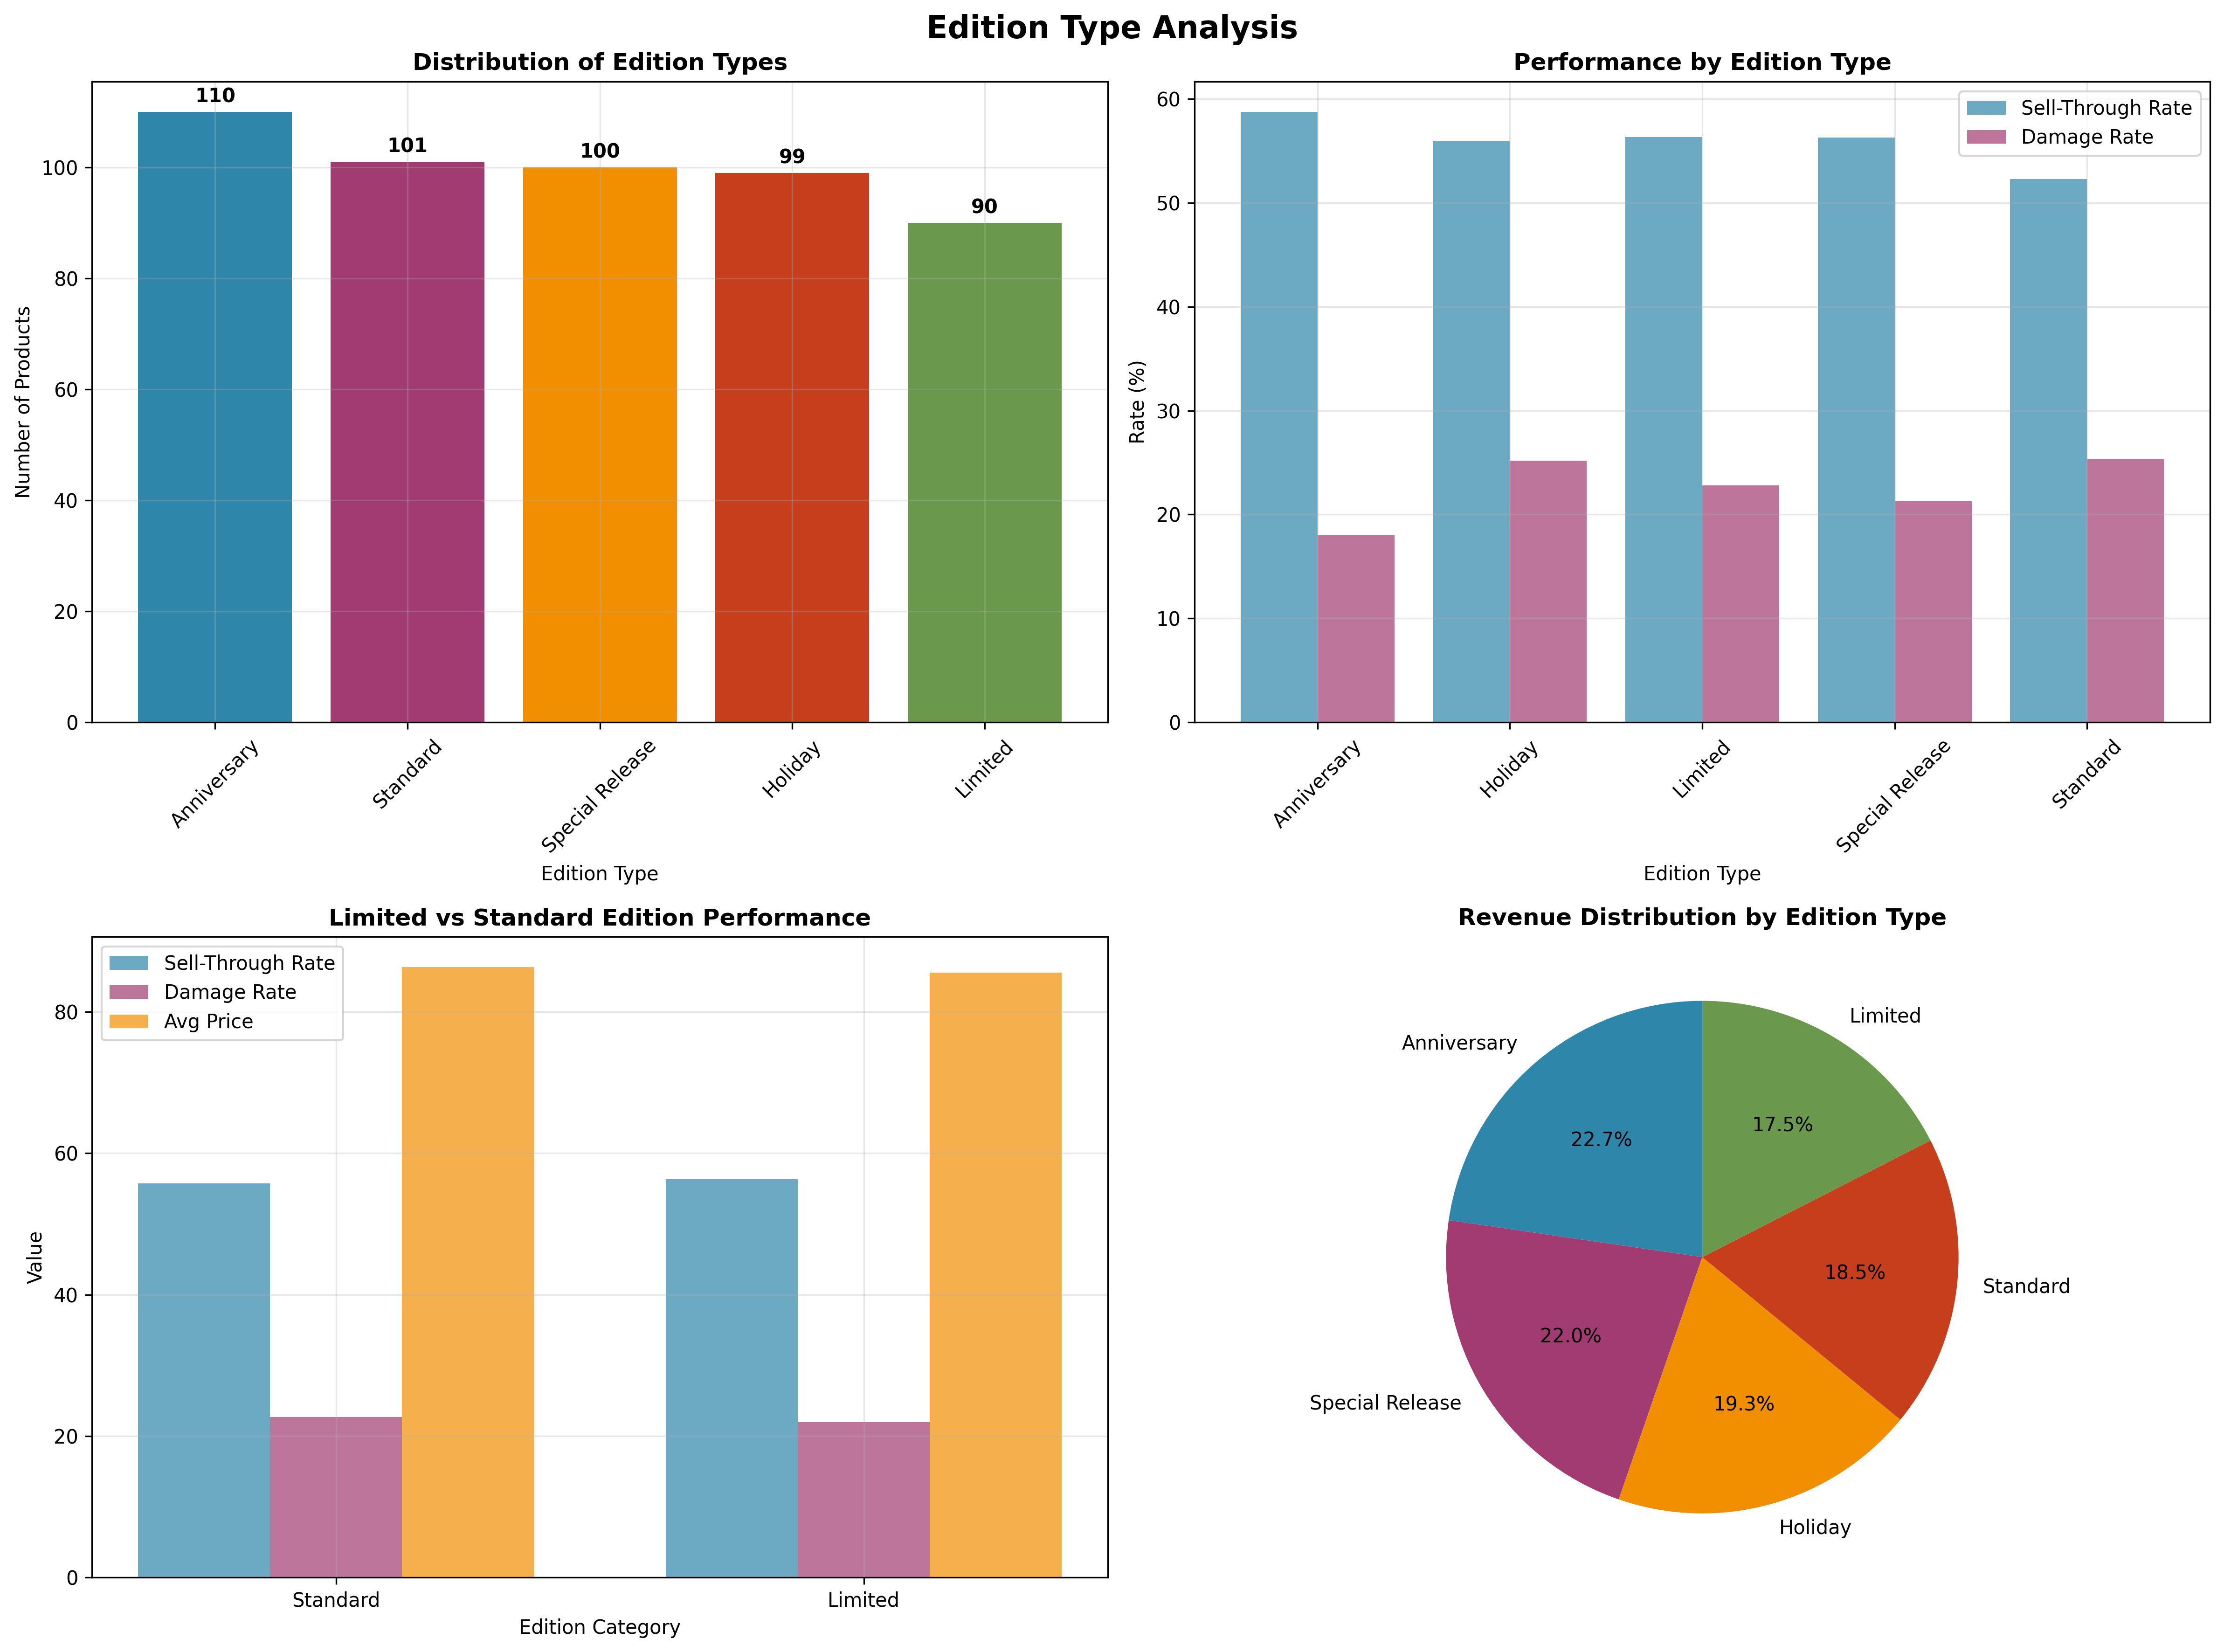 Edition Type Analysis
Distribution of Edition Types
110
101
100
99
90
100
80
60
40
20
0
Number of Products
Anniversary
Standard
Special Release
Holiday
Limited
Edition Type
Performance by Edition Type
Sell-Through Rate
Damage Rate
60
50
40
30
20
10
0
Rate (%)
Anniversary
Holiday
Limited
Special Release
Standard
Edition Type
Limited vs Standard Edition Performance
Sell-Through Rate
Damage Rate
Avg Price
80
60
40
20
0
Value
Standard
Limited
Edition Category
Revenue Distribution by Edition Type
Limited
Anniversary
17.5%
22.7%
18.5%
Standard
22.0%
Special Release
19.3%
Holiday